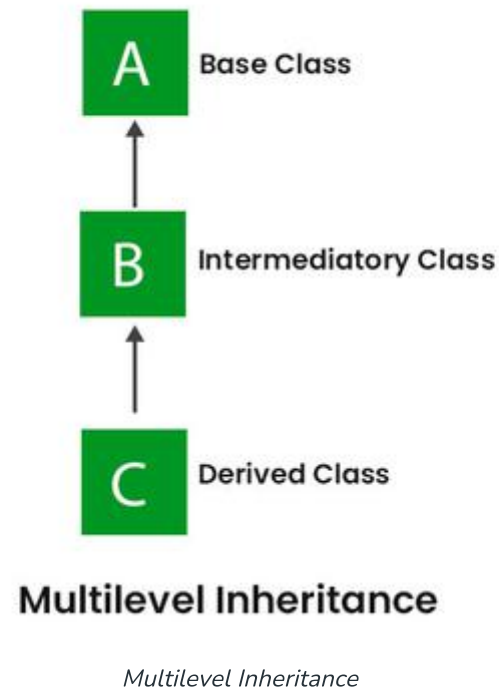 A
Base Class
B
Intermediatory Class
C
Derived Class
Multilevel Inheritance
Multilevel Inheritance